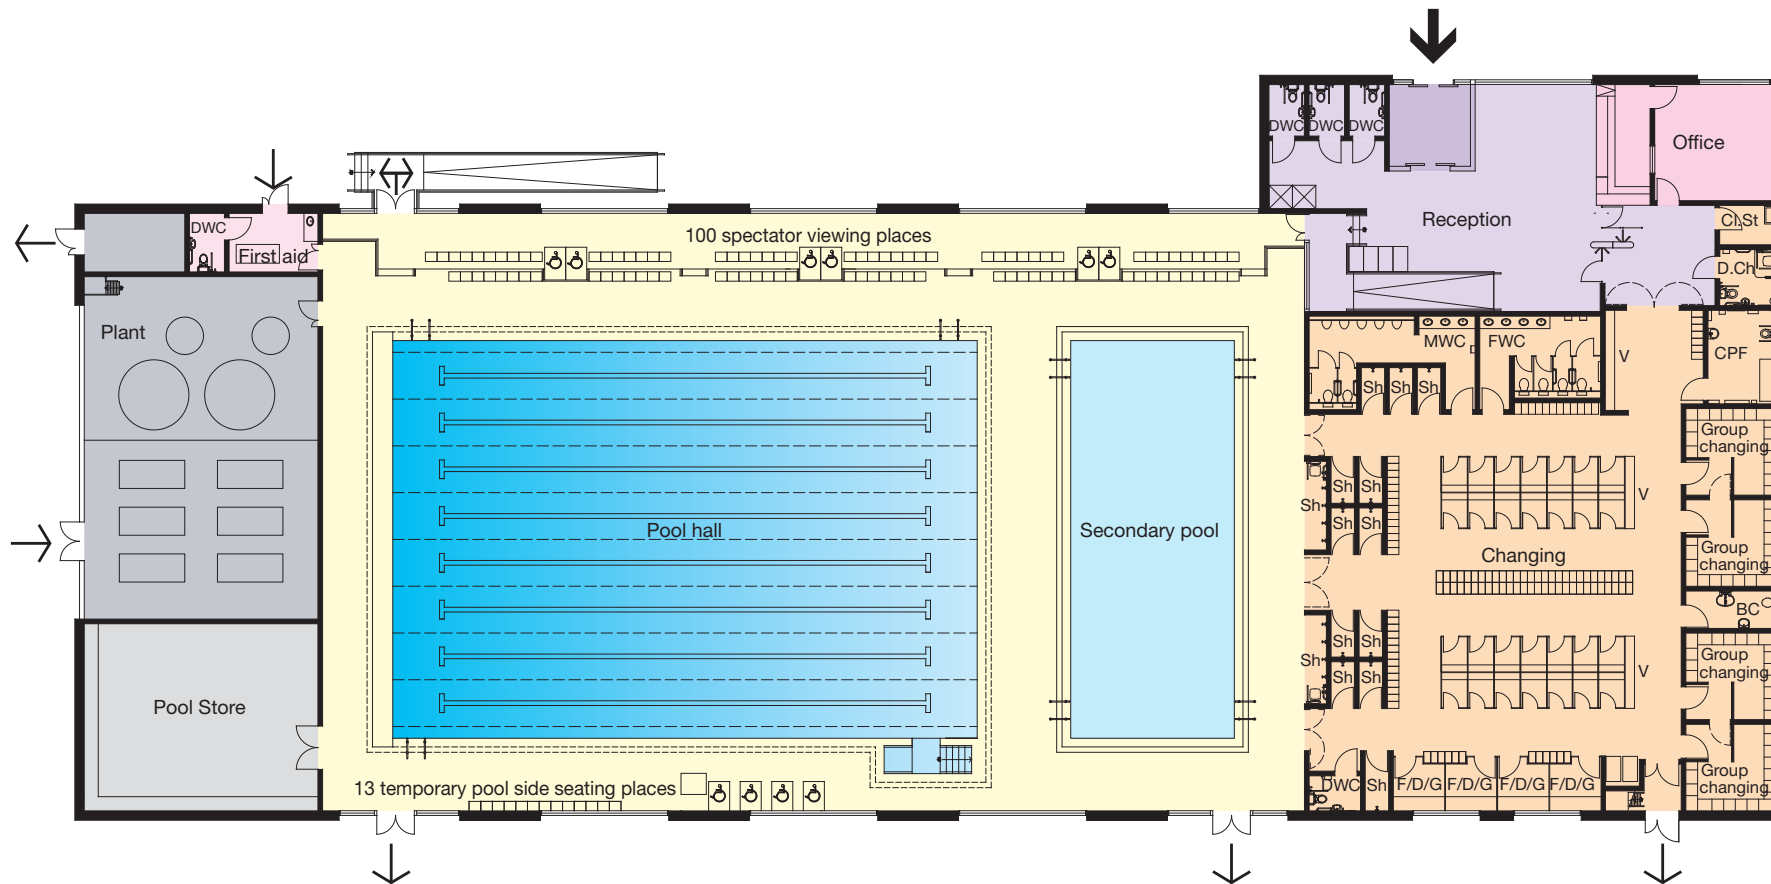 DWC
DWC
DWC
Office
DWC
First aid
100 spectator viewing places
Reception
Cl.St
D.Ch
Plant
MWC
FWC
V
CPF
Sh
Sh
Sh
Group
changing
Sh
Sh
Sh
V
Sh
Sh
Pool hall
Secondary pool
Changing
Group
changing
BC
Sh
Sh
Sh
Group
changing
V
Sh
Sh
Pool Store
13 temporary pool side seating places
DWC
Sh
F/D/G
F/D/G
F/D/G
F/D/G
Group
changing